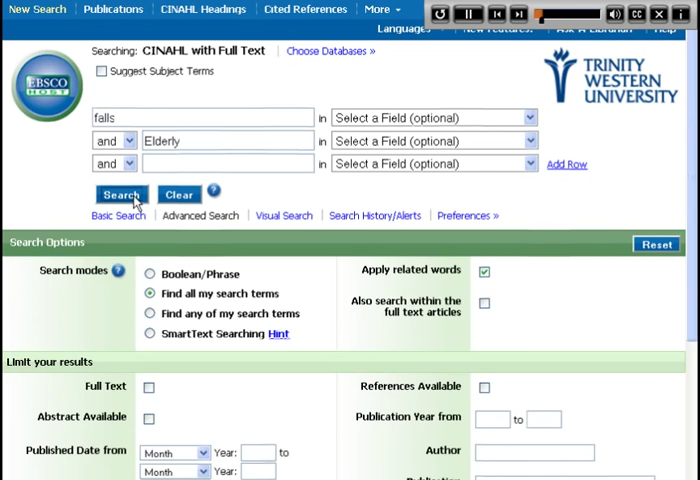 New Search Publications CINAHL Headings Cited References More
CC
Languages New Features! Ask A Librarian Help
Searching: CINAHL with Full Text Choose Databases »
Suggest Subject Terms
EBSCO
HOST
TRINITY
WESTERN
UNIVERSITY
falls in Select a Field (optional)
and Elderly in Select a Field (optional)
and in Select a Field (optional) Add Row
Search Clear ?
Basic Search Advanced Search Visual Search Search History/Alerts Preferences »
Search Options Reset
Search modes ? Boolean/Phrase
Find all my search terms
Find any of my search terms
SmartText Searching Hint
Apply related words
Also search within the
full text articles
Limit your results
Full Text References Available
Abstract Available Publication Year from to
Published Date from Month Year: to
Month Year:
Author